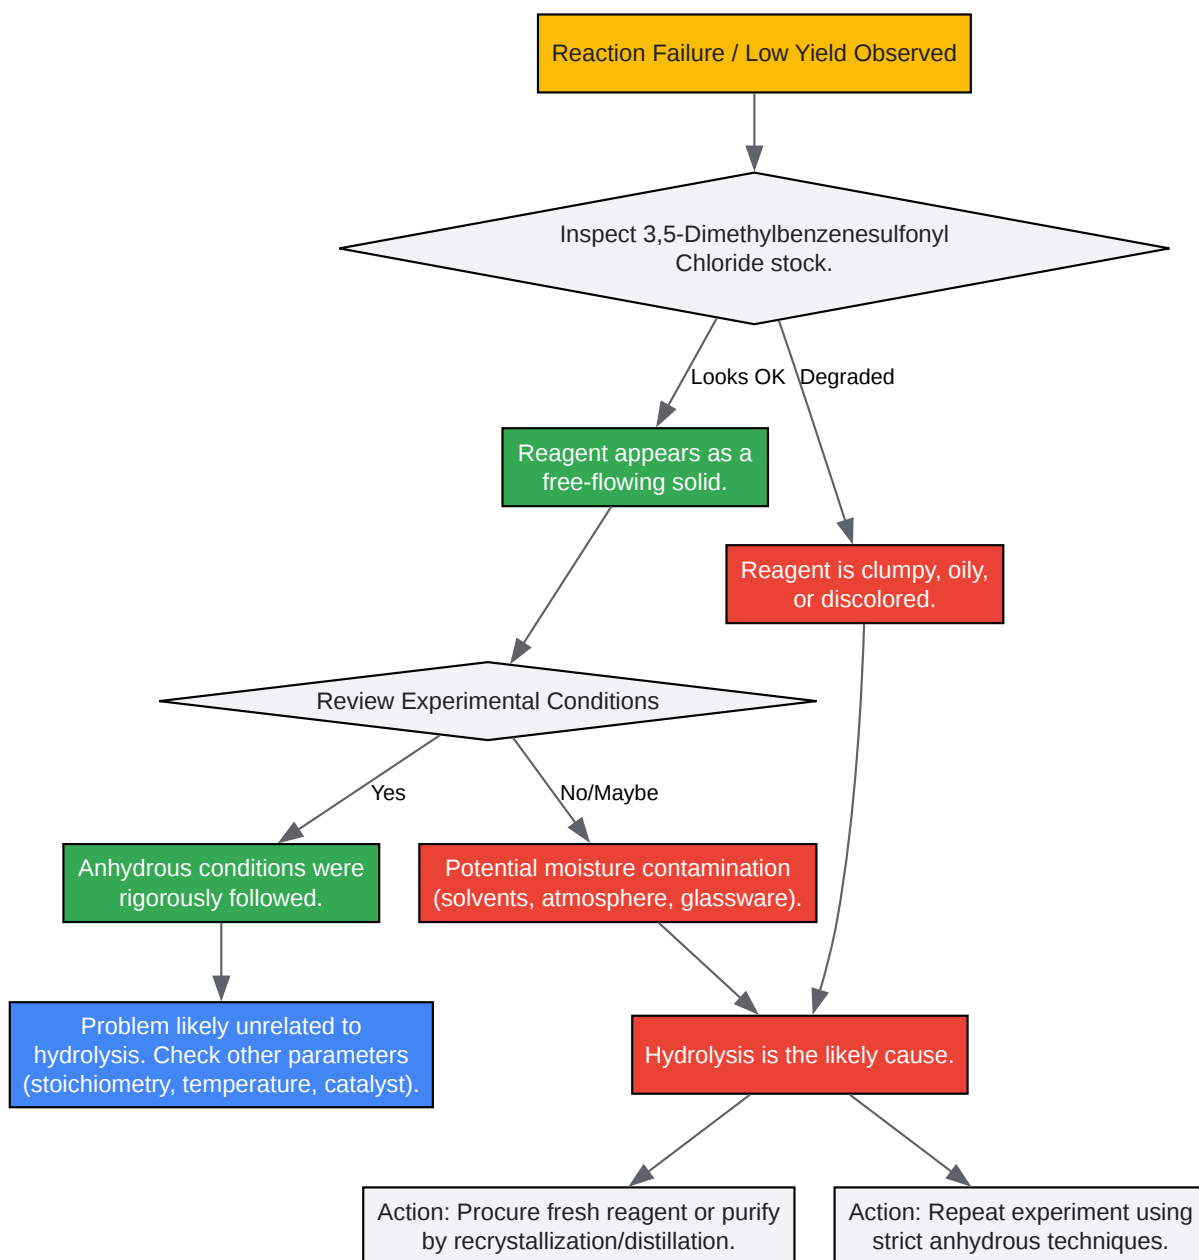 Reaction Failure / Low Yield Observed
Inspect 3,5-Dimethylbenzenesulfonyl
Chloride stock.
Looks OK
Degraded
Reagent appears as a
free-flowing solid.
Reagent is clumpy, oily,
or discolored.
Review Experimental Conditions
Yes
No/Maybe
Anhydrous conditions were
rigorously followed.
Potential moisture contamination
(solvents, atmosphere, glassware).
Problem likely unrelated to
hydrolysis. Check other parameters
(stoichiometry, temperature, catalyst).
Hydrolysis is the likely cause.
Action: Procure fresh reagent or purify
by recrystallization/distillation.
Action: Repeat experiment using
strict anhydrous techniques.